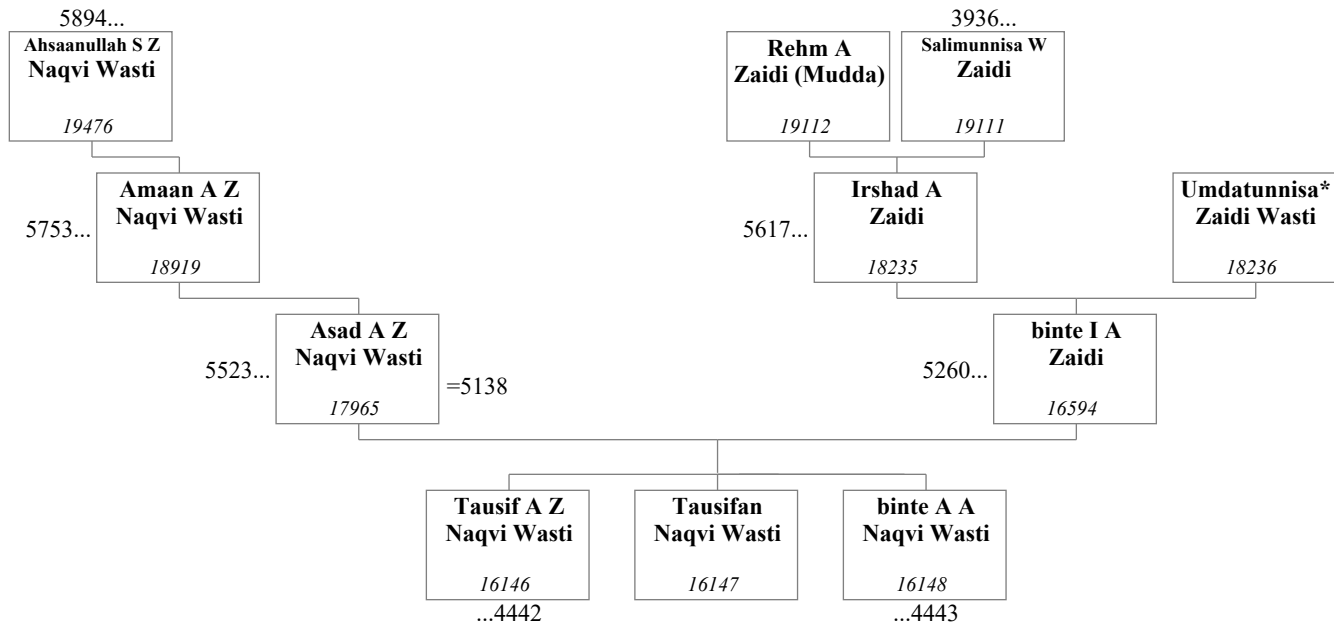 5894...
3936...
Ahsaanullah S Z
Naqvi Wasti
19476
Rehm A
Zaidi (Mudda)
19112
Salimunnisa W
Zaidi
19111
5753...
Amaan A Z
Naqvi Wasti
18919
5617...
Irshad A
Zaidi
18235
Umdatunnisa*
Zaidi Wasti
18236
5523...
Asad A Z
Naqvi Wasti
17965
=5138
5260...
binte I A
Zaidi
16594
Tausif A Z
Naqvi Wasti
16146
...4442
Tausifan
Naqvi Wasti
16147
binte A A
Naqvi Wasti
16148
...4443